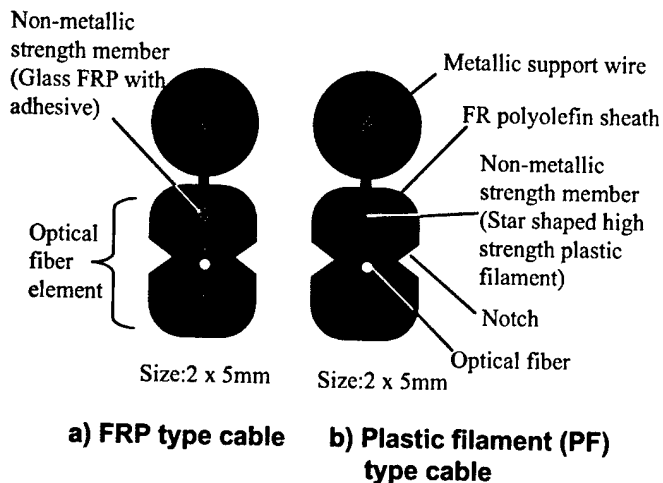 Non-metallic
strength member
(Glass FRP with
adhesive)
Optical
fiber
element
Size:2 x 5mm
a) FRP type cable
Metallic support wire
FR polyolefin sheath
Non-metallic
strength member
(Star shaped high
strength plastic
filament)
Notch
Optical fiber
Size:2 x 5mm
b) Plastic filament (PF)
type cable